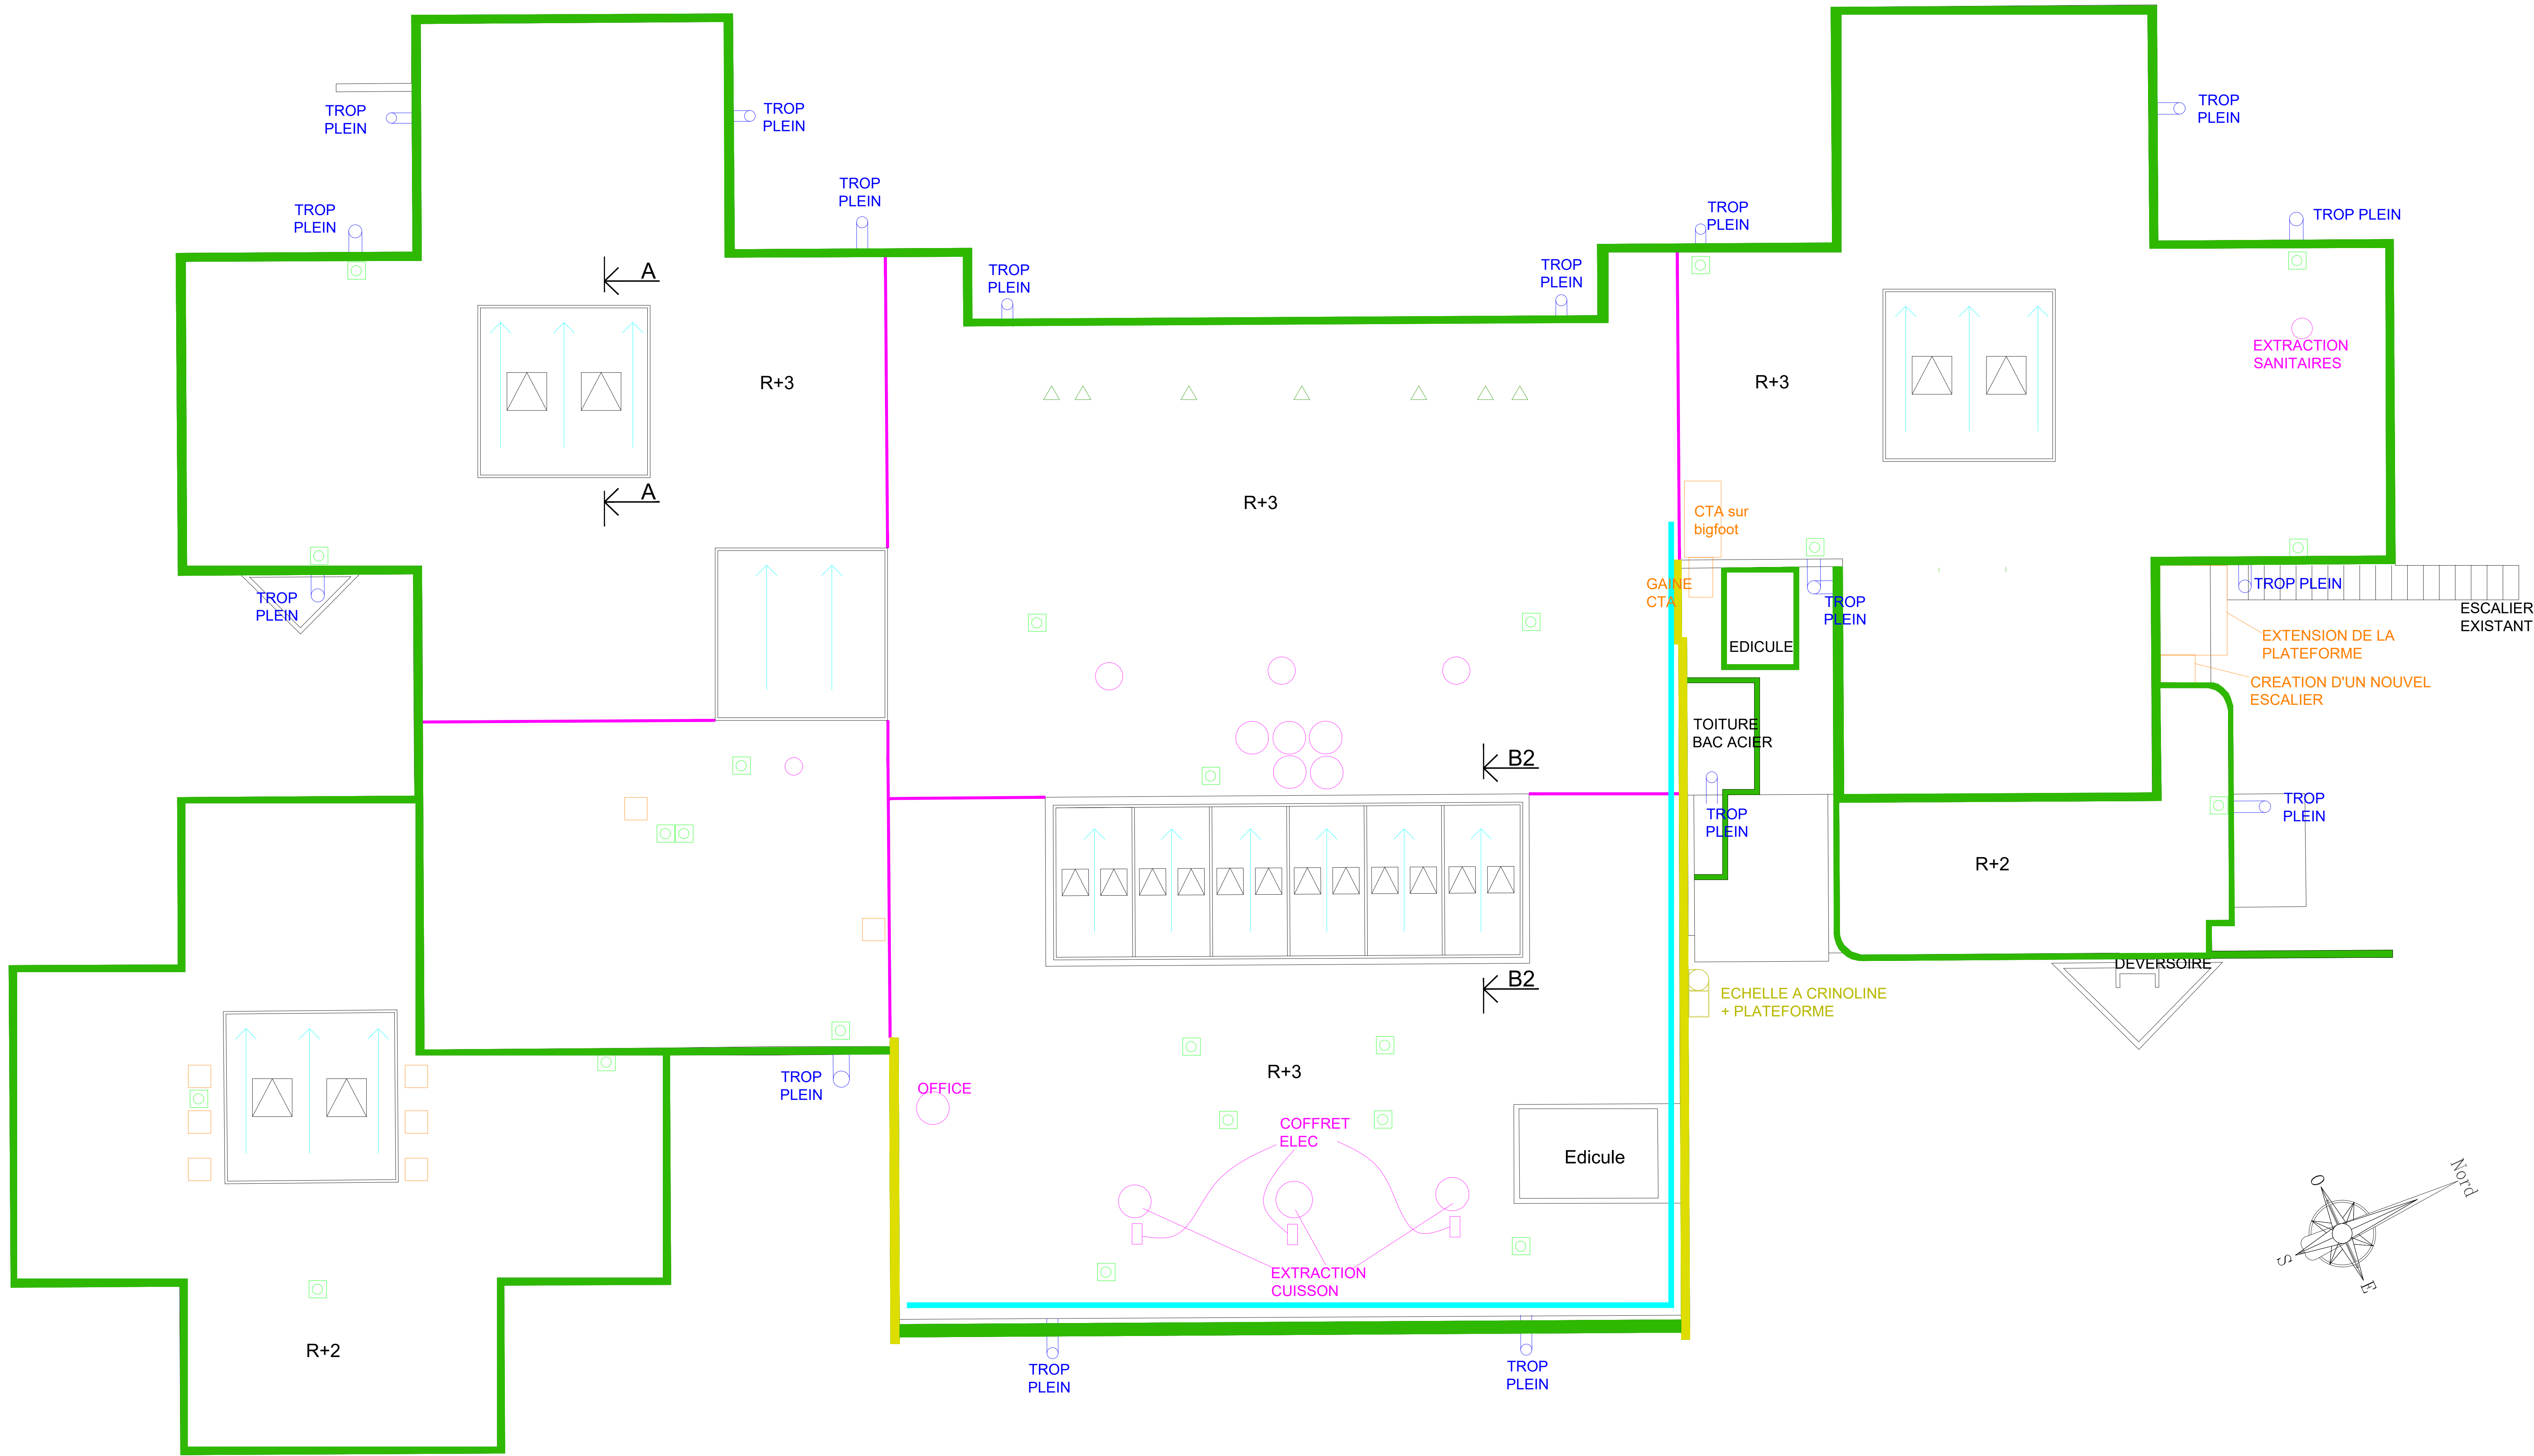 TROP
PLEIN
TROP
PLEIN
TROP
PLEIN
TROP
PLEIN
TROP
PLEIN
TROP
PLEIN
TROP PLEIN
TROP
PLEIN
TROP
PLEIN
A
R+3
R+3
EXTRACTION
SANITAIRES
A
R+3
CTA sur
bigfoot
GAINE
CTA
TROP
PLEIN
TROP
PLEIN
TROP PLEIN
ESCALIER
EXISTANT
EDICULE
EXTENSION DE LA
PLATEFORME
CREATION D'UN NOUVEL
ESCALIER
TOITURE
BAC ACIER
B2
TROP
PLEIN
TROP
PLEIN
R+2
B2
DEVERSOIRE
ECHELLE A CRINOLINE
+ PLATEFORME
R+3
TROP
PLEIN
OFFICE
COFFRET
ELEC
Edicule
EXTRACTION
CUISSON
Nord
O
S
E
R+2
TROP
PLEIN
TROP
PLEIN